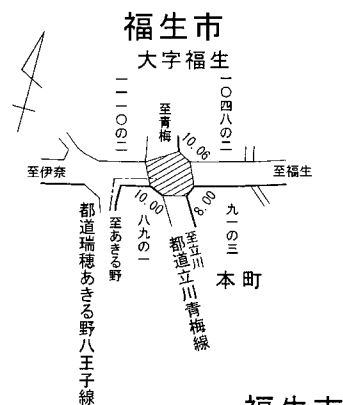 福生市
大字福生
一一一〇の二
至青梅
10.06
一〇四八の二
至伊奈
至福生
都道瑞穂あきる野八王子線
至あきる野
10.00
八九の一
都道立川青梅線
至立川
8.00
九一の三
本町